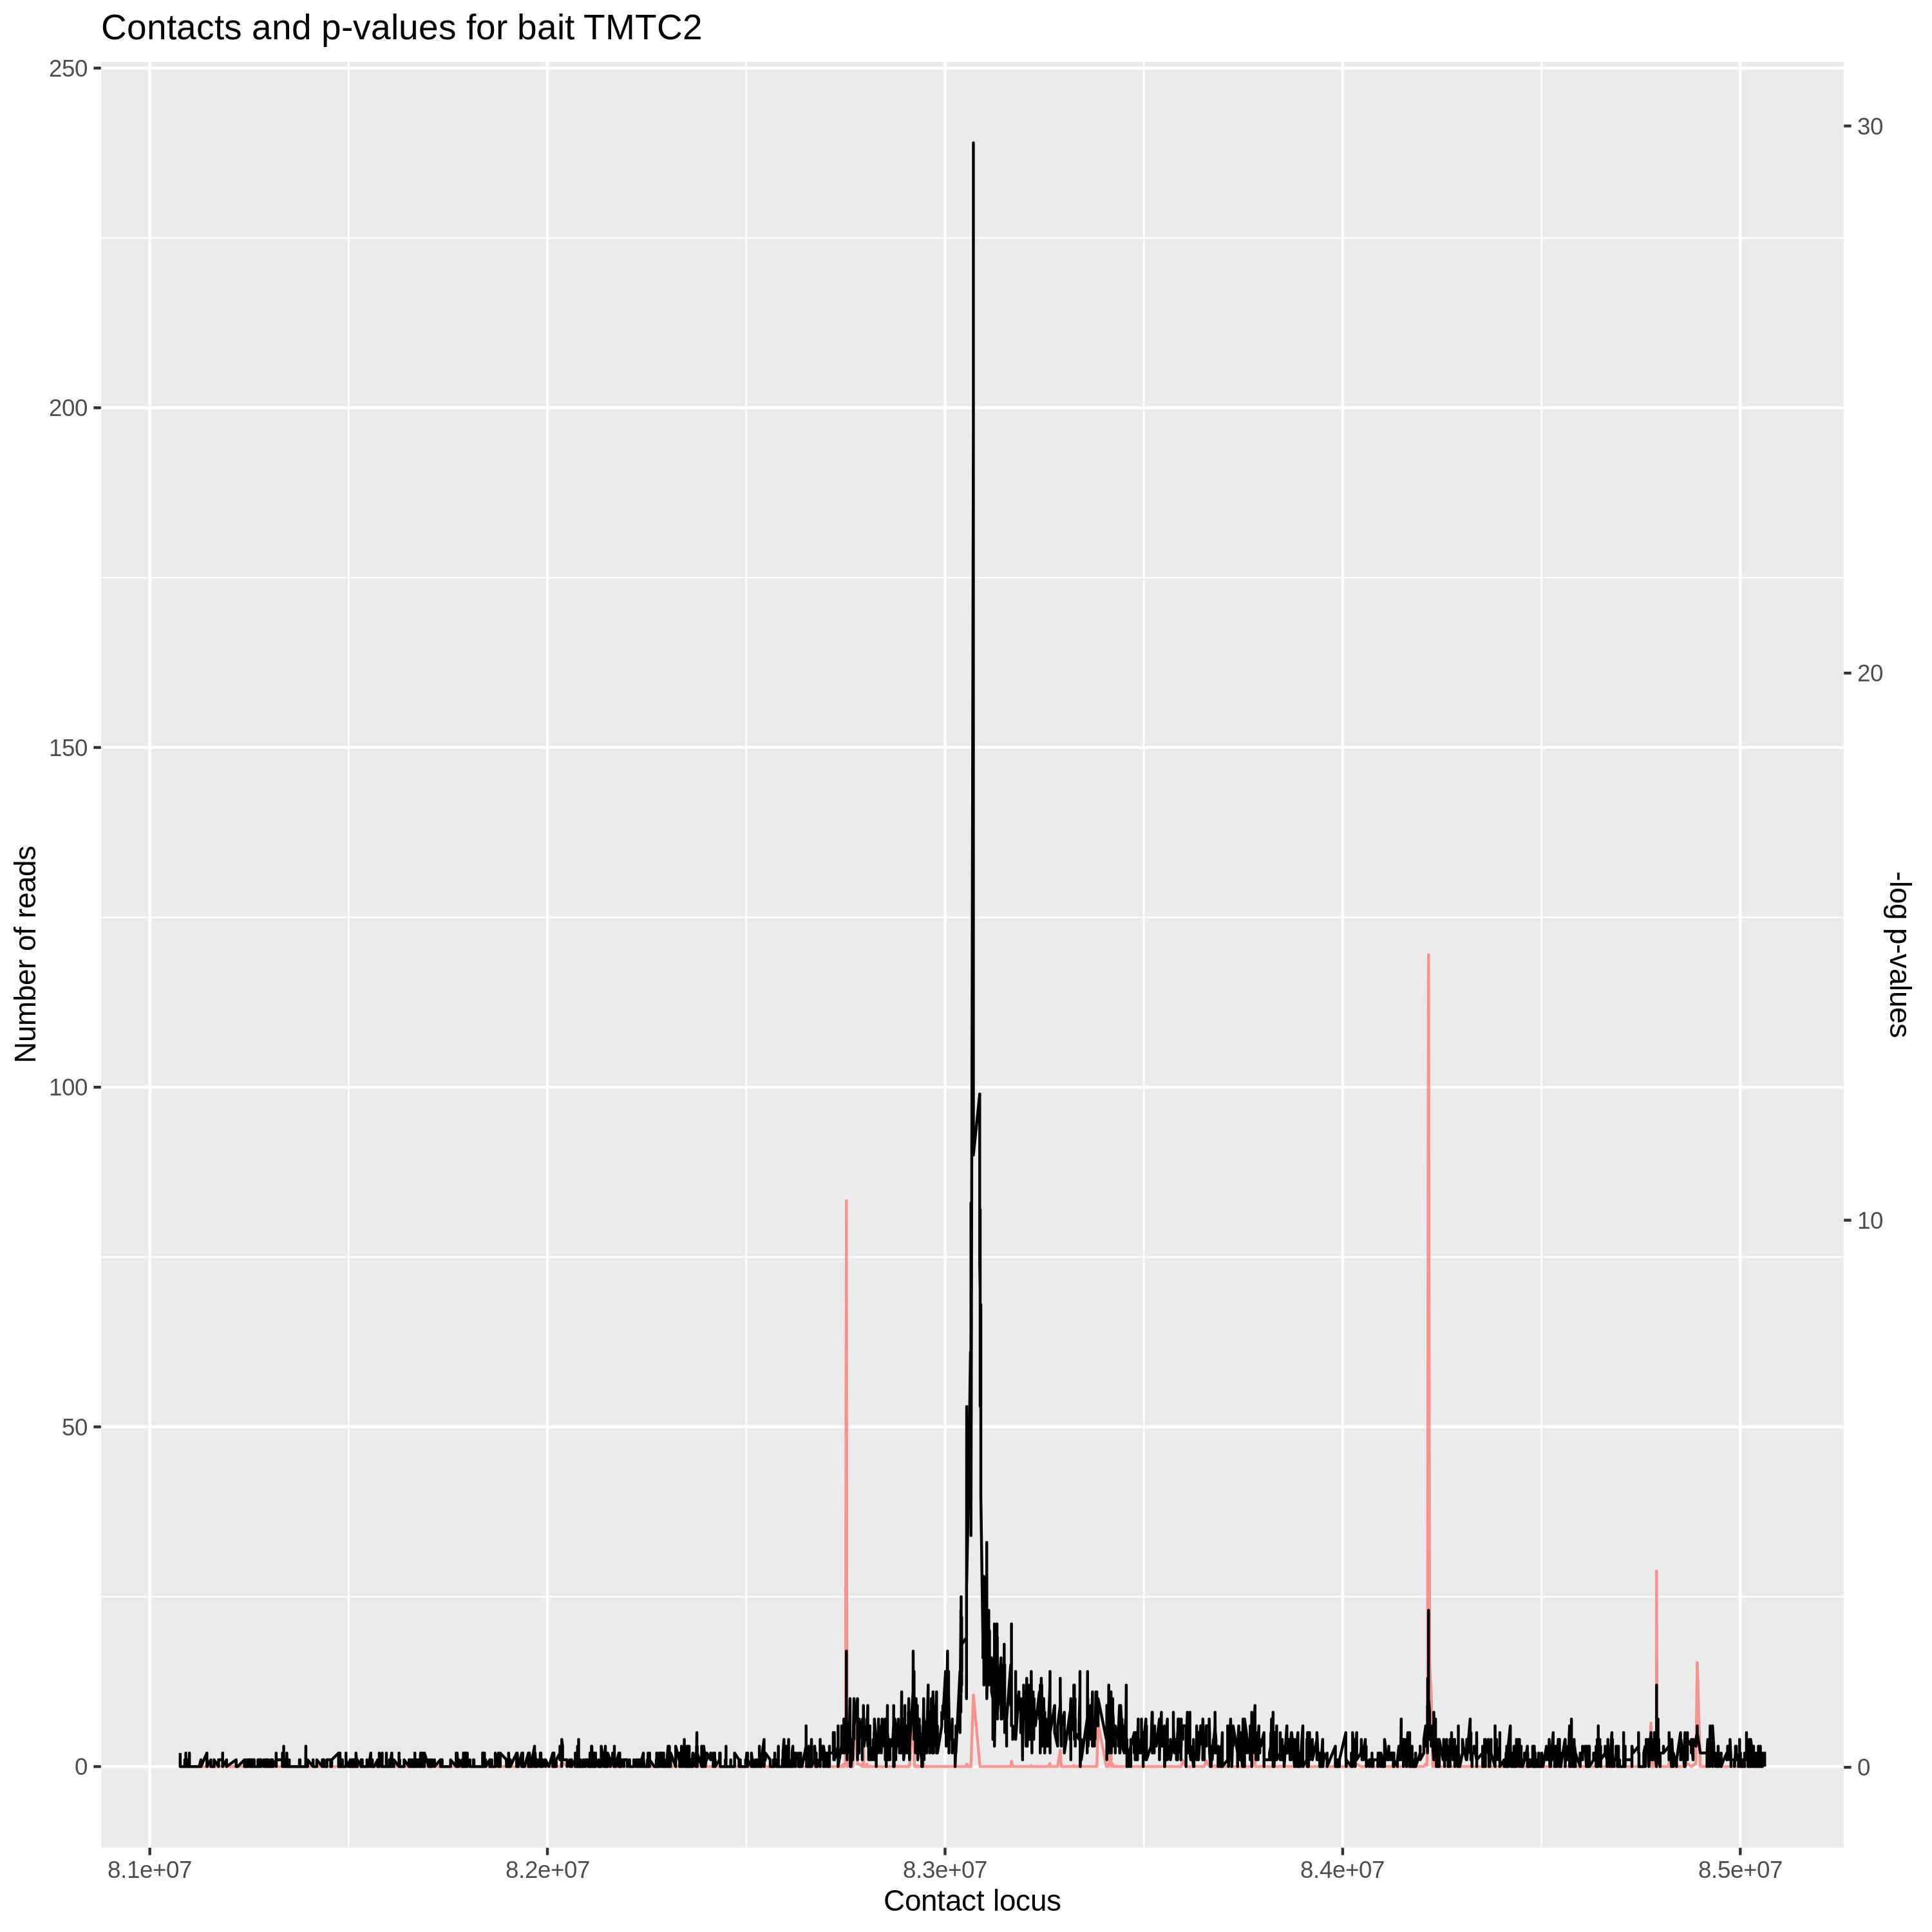 Contacts and p-values for bait TMTC2
250
200
150
100
50
0
Number of reads
30
20
10
0
-log p-values
8.1e+07
8.2e+07
8.3e+07
8.4e+07
8.5e+07
Contact locus